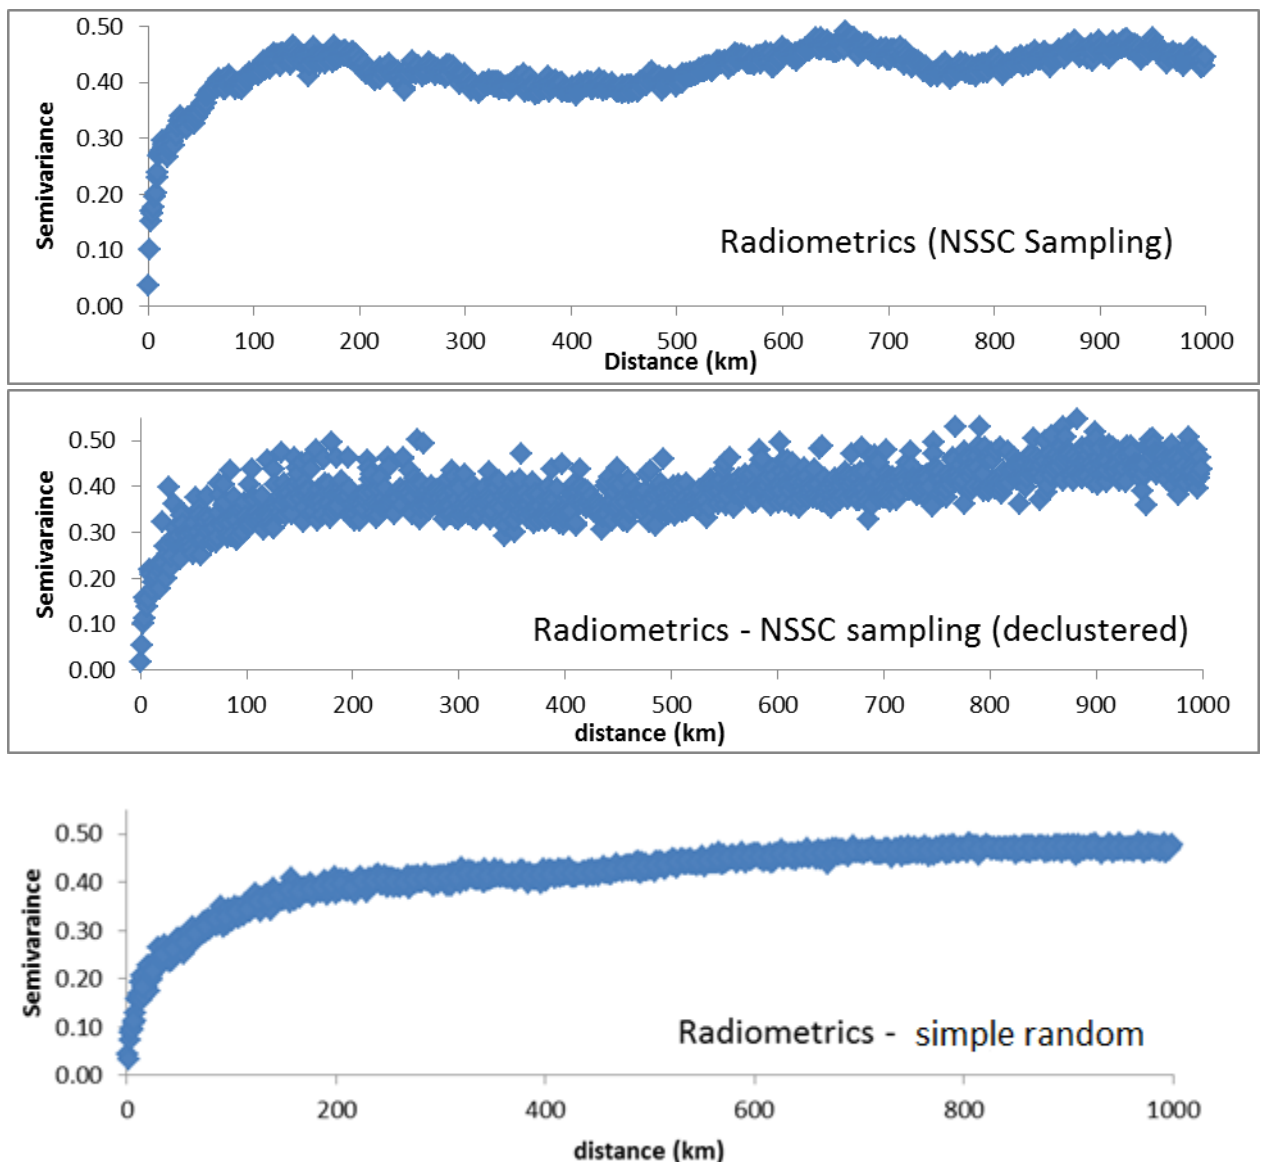 0.50
0.40
0.30
0.20
0.10
0.00
Semivariance
Radiometrics (NSSC Sampling)
0 100 200 300 400 500 600 700 800 900 1000
Distance (km)
0.50
0.40
0.30
0.20
0.10
0.00
Semivaraince
Radiometrics - NSSC sampling (declustered)
0 100 200 300 400 500 600 700 800 900 1000
distance (km)
0.50
0.40
0.30
0.20
0.10
0.00
Semivaraince
Radiometrics - simple random
0 200 400 600 800 1000
distance (km)